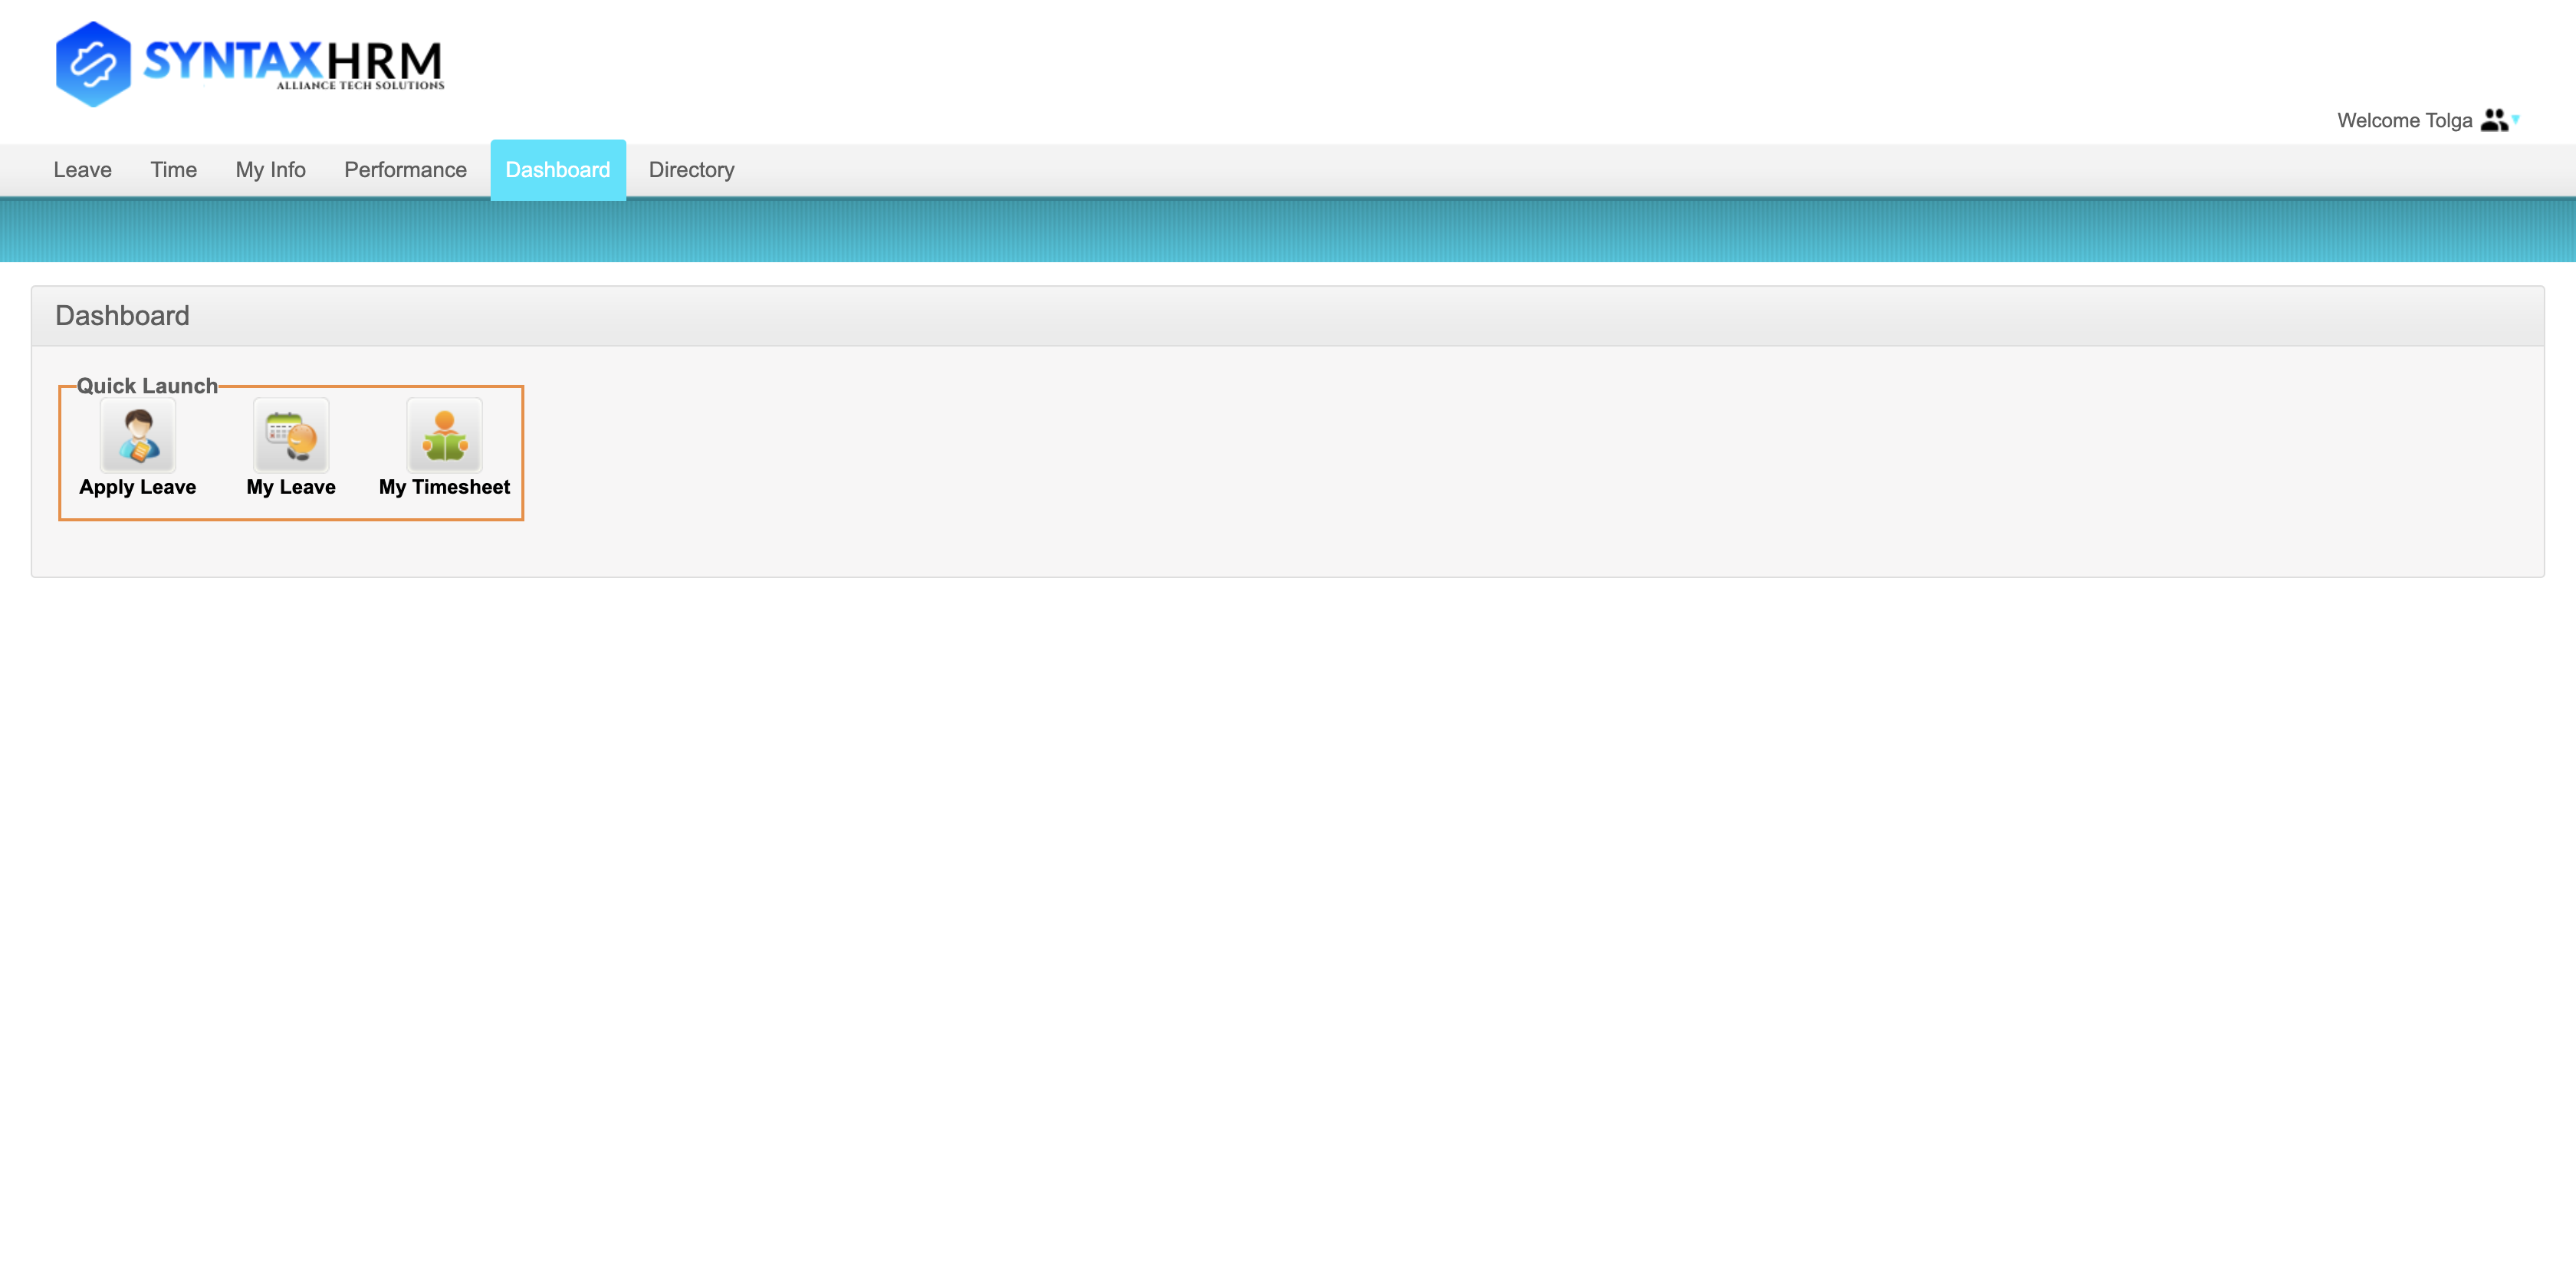 SYNTAXHRM
ALLIANCE TECH SOLUTIONS
Welcome Tolga
Leave Time My Info Performance Dashboard Directory
Dashboard
Quick Launch
Apply Leave My Leave My Timesheet